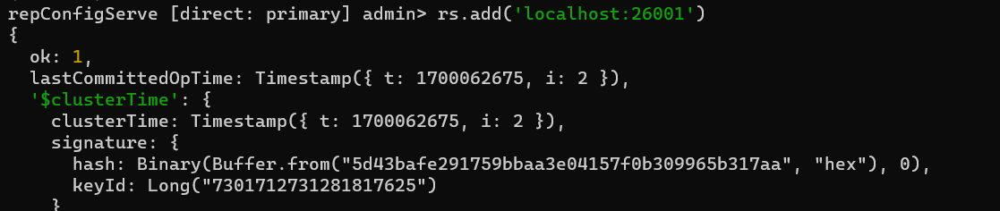 repConfigServe [direct: primary] admin> rs.add('localhost:26001')
{
  ok: 1,
  lastCommittedOpTime: Timestamp({ t: 1700062675, i: 2 }),
  '$clusterTime': {
    clusterTime: Timestamp({ t: 1700062675, i: 2 }),
    signature: {
      hash: Binary(Buffer.from("5d43bafe291759bbaa3e04157f0b309965b317aa", "hex"), 0),
      keyId: Long("7301712731281817625")
    }